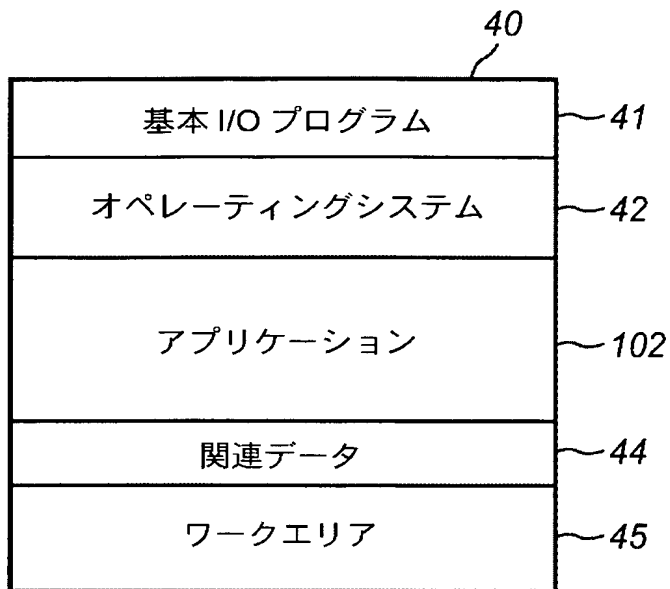 40
基本 I/O プログラム 41
オペレーティングシステム 42
アプリケーション 102
関連データ 44
ワークエリア 45